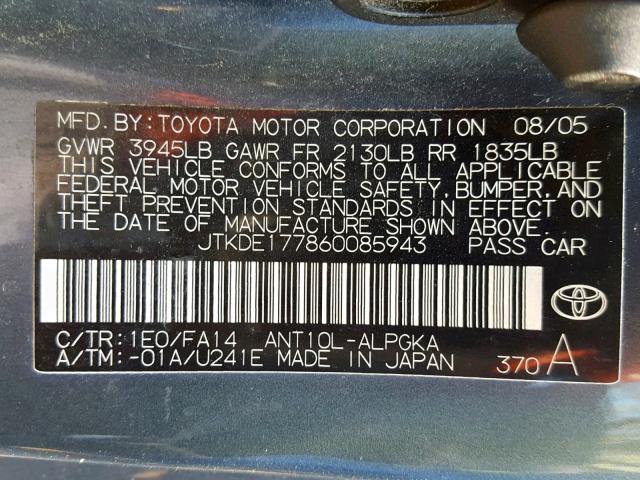 MFD. BY: TOYOTA MOTOR CORPORATION 08/05
GVWR 3945LB GAWR FR 2130LB RR 1835LB
THIS VEHICLE CONFORMS TO ALL APPLICABLE
FEDERAL MOTOR VEHICLE SAFETY, BUMPER, AND
THEFT PREVENTION STANDARDS IN EFFECT ON
THE DATE OF MANUFACTURE SHOWN ABOVE.
JTKDE177860085943 PASS CAR
C/TR: 1E0/FA14 ANT10L-ALPGKA
A/TM: -01A/U241E MADE IN JAPAN 370 A